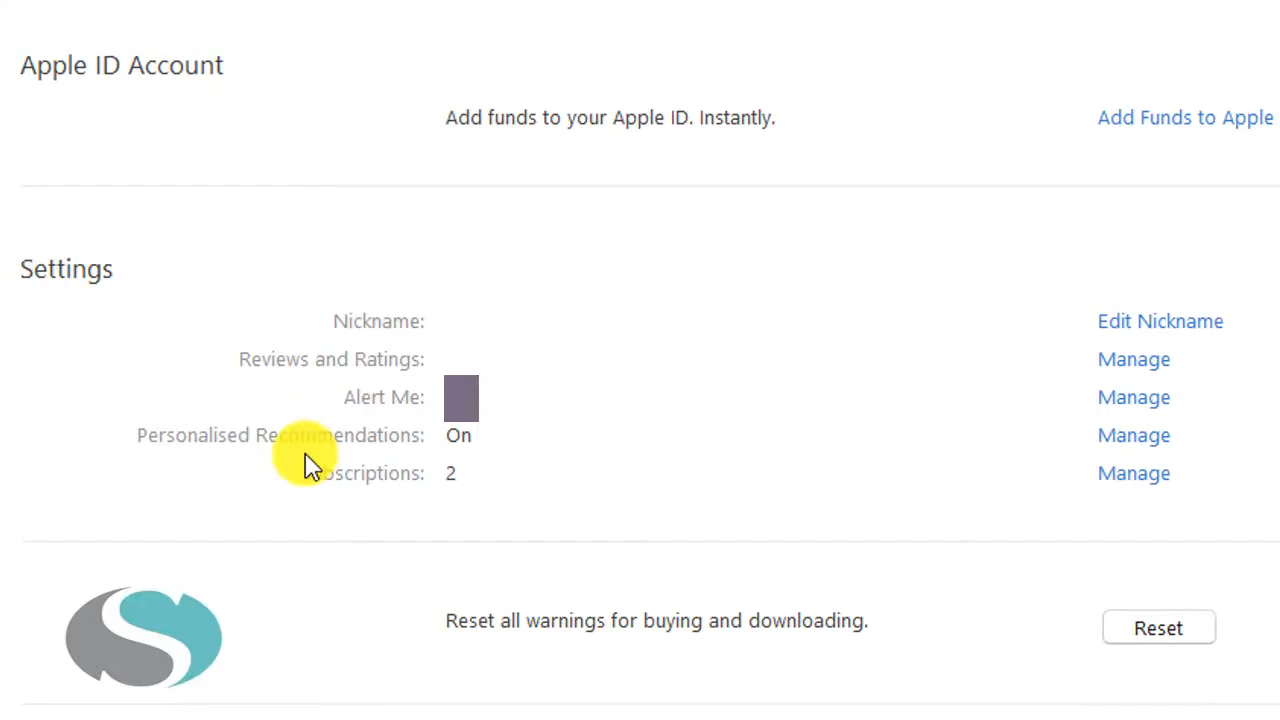 Apple ID Account
Add funds to your Apple ID. Instantly. Add Funds to Apple
Settings
Nickname: Edit Nickname
Reviews and Ratings: Manage
Alert Me: Manage
Personalised Recommendations: On Manage
Subscriptions: 2 Manage
Reset all warnings for buying and downloading. Reset